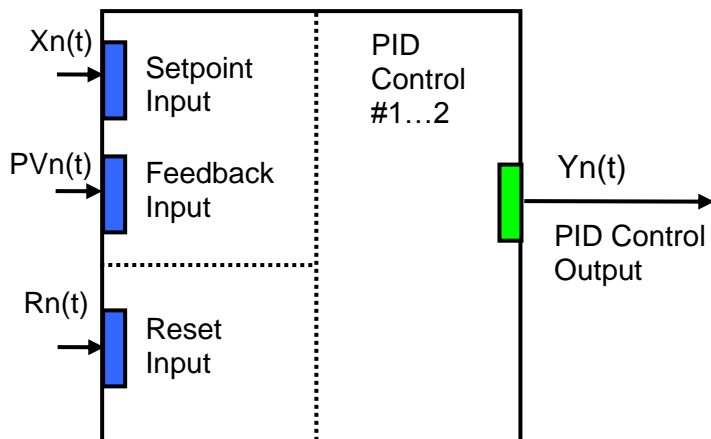 Xn(t)
Setpoint
Input
PVn(t)
Feedback
Input
Rn(t)
Reset
Input
PID
Control
#1…2
Yn(t)
PID Control
Output